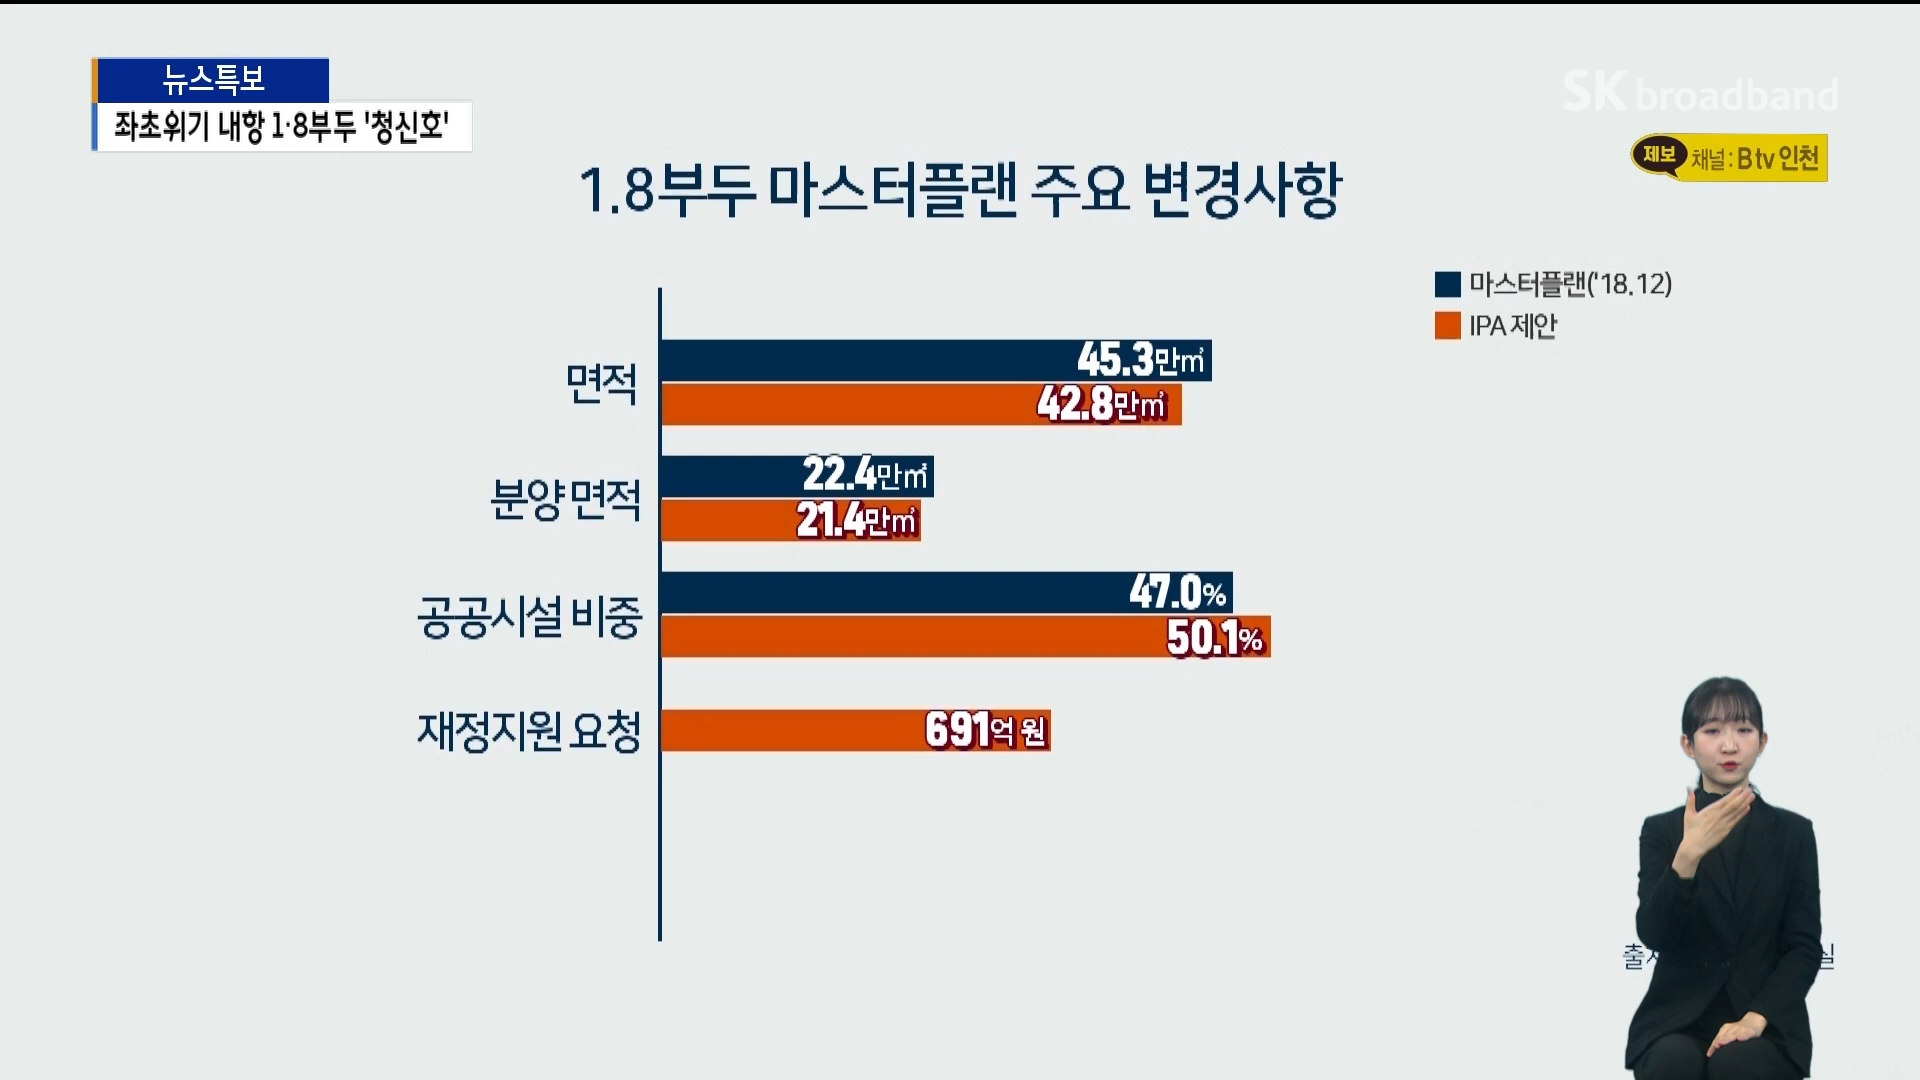 뉴스특보
좌초위기 내항 1·8부두 '청신호'
SK broadband
제보 채널 : B tv 인천
1.8부두 마스터플랜 주요 변경사항
마스터플랜('18.12)
IPA 제안
면적
45.3만㎡
42.8만㎡
분양 면적
22.4만㎡
21.4만㎡
공공시설 비중
47.0%
50.1%
재정지원 요청
691억 원